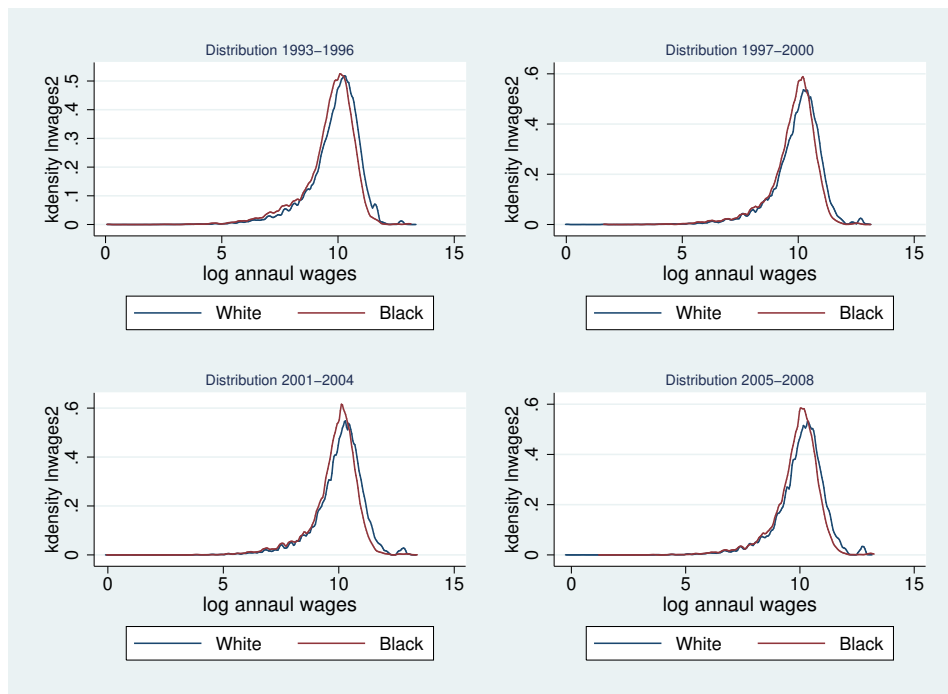 Distribution 1993−1996
kdensity lnwages2
.5
.4
.3
.2
.1
0
0 5 10 15
log annaul wages
White Black
Distribution 1997−2000
kdensity lnwages2
.6
.4
.2
0
0 5 10 15
log annaul wages
White Black
Distribution 2001−2004
kdensity lnwages2
.6
.4
.2
0
0 5 10 15
log annaul wages
White Black
Distribution 2005−2008
kdensity lnwages2
.6
.4
.2
0
0 5 10 15
log annaul wages
White Black